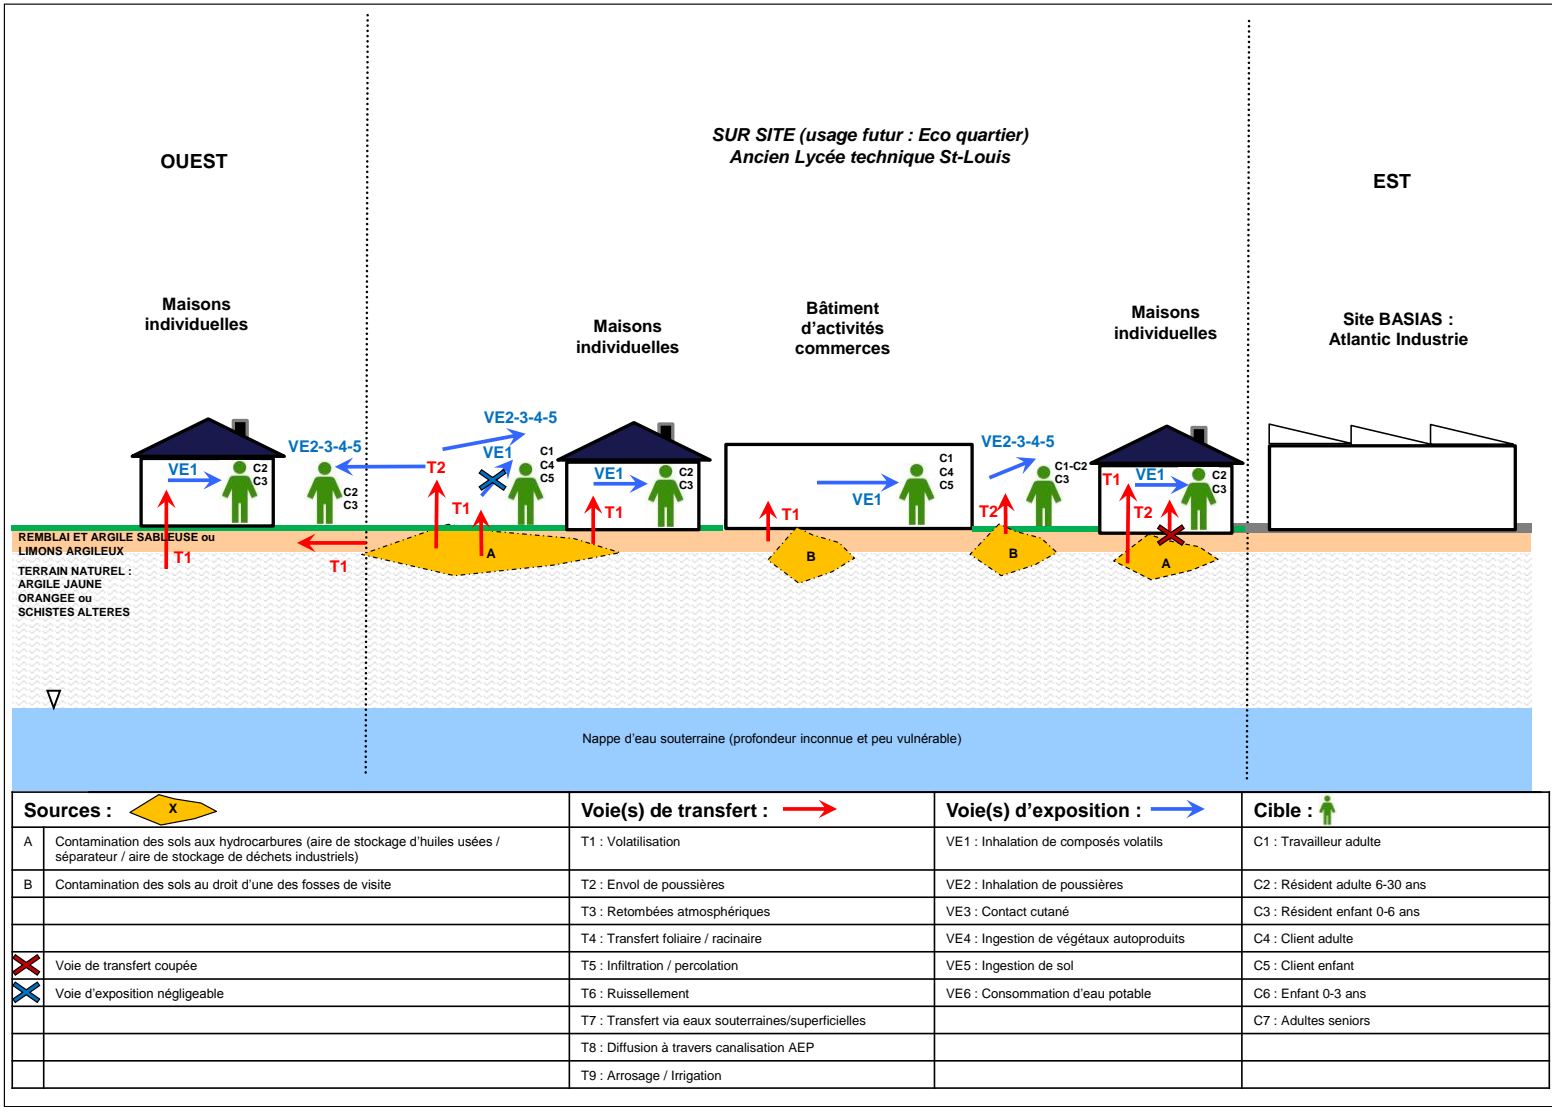 SUR SITE (usage futur : Eco quartier)
Ancien Lycée technique St-Louis
OUEST
EST
Maisons
individuelles
Maisons
individuelles
Bâtiment
d'activités
commerces
Maisons
individuelles
Site BASIAS :
Atlantic Industrie
VE1
C2
C3
VE2-3-4-5
C2
C3
T2
VE2-3-4-5
VE1
C1
C4
C5
T1
VE1
C2
C3
T1
T1
VE1
C1
C4
C5
VE2-3-4-5
C1-C2
C3
T2
T1
VE1
C2
C3
T2
REMBLAI ET ARGILE SABLEUSE ou
LIMONS ARGILEUX
T1
T1
A
B
B
A
TERRAIN NATUREL :
ARGILE JAUNE
ORANGEE ou
SCHISTES ALTERES
Nappe d'eau souterraine (profondeur inconnue et peu vulnérable)
Sources : X
Voie(s) de transfert :
Voie(s) d'exposition :
Cible :
A Contamination des sols aux hydrocarbures (aire de stockage d'huiles usées /
séparateur / aire de stockage de déchets industriels)
T1 : Volatilisation
VE1 : Inhalation de composés volatils
C1 : Travailleur adulte
B Contamination des sols au droit d'une des fosses de visite
T2 : Envol de poussières
VE2 : Inhalation de poussières
C2 : Résident adulte 6-30 ans
T3 : Retombées atmosphériques
VE3 : Contact cutané
C3 : Résident enfant 0-6 ans
T4 : Transfert foliaire / racinaire
VE4 : Ingestion de végétaux autoproduits
C4 : Client adulte
Voie de transfert coupée
T5 : Infiltration / percolation
VE5 : Ingestion de sol
C5 : Client enfant
Voie d'exposition négligeable
T6 : Ruissellement
VE6 : Consommation d'eau potable
C6 : Enfant 0-3 ans
T7 : Transfert via eaux souterraines/superficielles
C7 : Adultes seniors
T8 : Diffusion à travers canalisation AEP
T9 : Arrosage / Irrigation